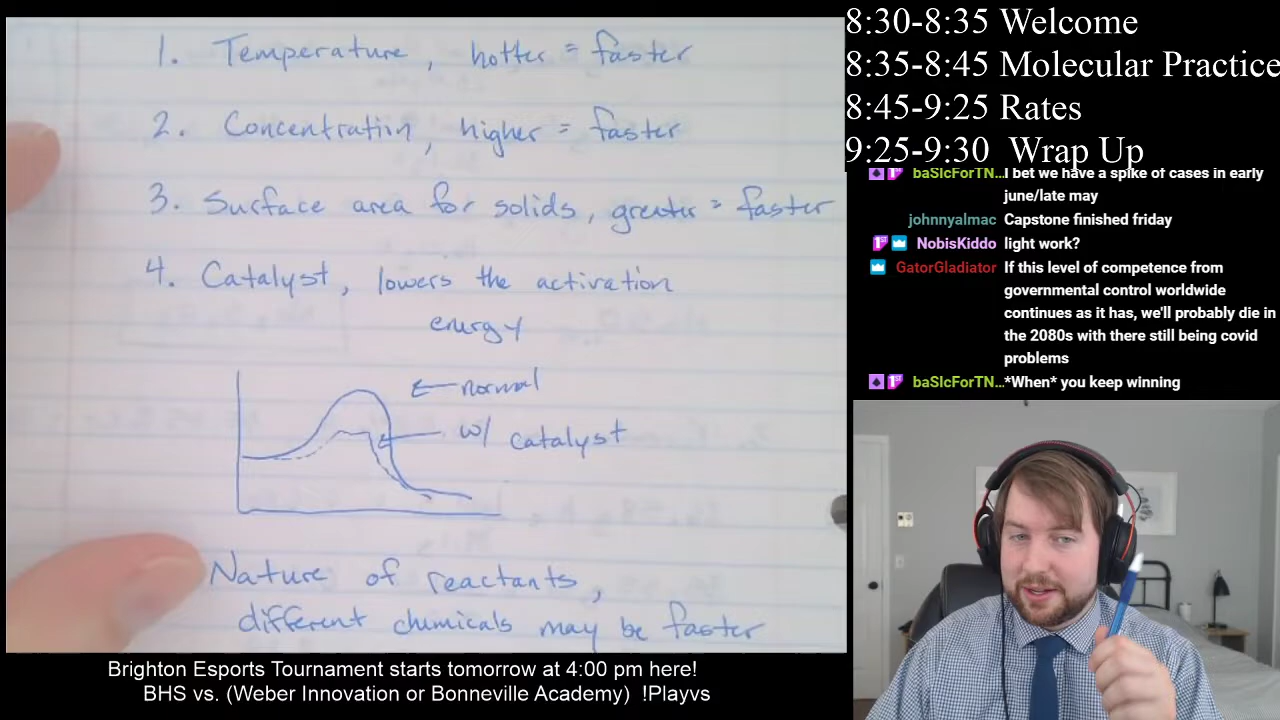 1. Temperature, hotter = faster
2. Concentration, higher = faster
3. Surface area for solids, greater = faster
4. Catalyst, lowers the activation
energy
normal
w/ catalyst
Nature of reactants,
different chemicals may be faster
8:30-8:35 Welcome
8:35-8:45 Molecular Practice
8:45-9:25 Rates
9:25-9:30 Wrap Up
baSIcForTN... I bet we have a spike of cases in early
june/late may
johnnyalmac Capstone finished friday
NobisKiddo light work?
GatorGladiator If this level of competence from
governmental control worldwide
continues as it has, we'll probably die in
the 2080s with there still being covid
problems
baSIcForTN... *When* you keep winning
Brighton Esports Tournament starts tomorrow at 4:00 pm here!
BHS vs. (Weber Innovation or Bonneville Academy) !Playvs